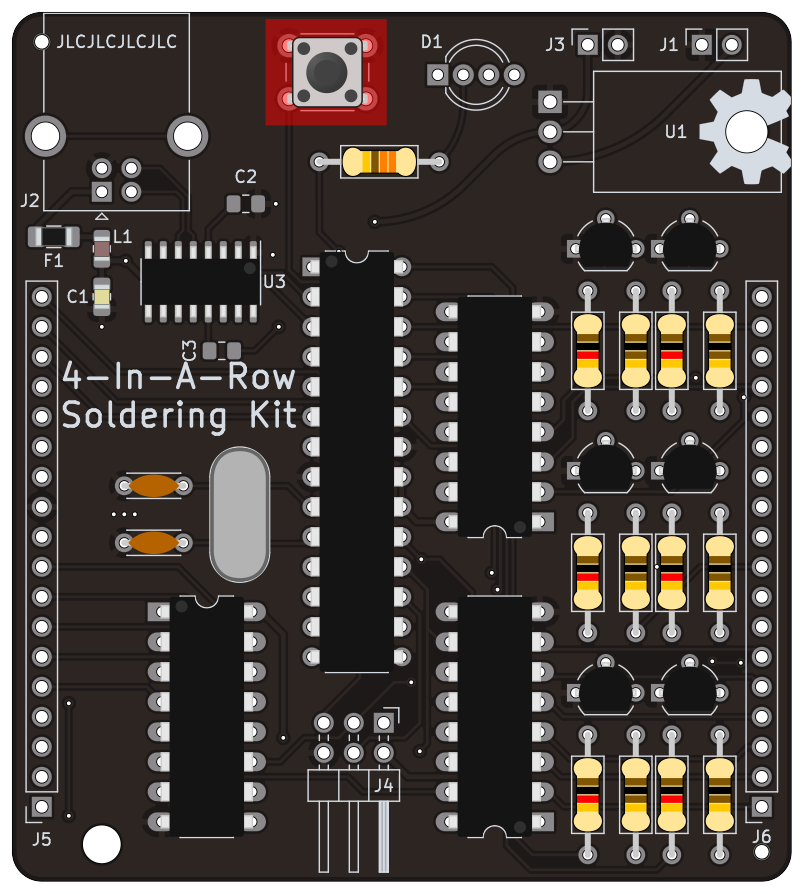 JLCJLCJLCJLC
D1
J3
J1
U1
C2
J2
L1
F1
U3
C1
C3
4-In-A-Row
Soldering Kit
J4
J5
J6